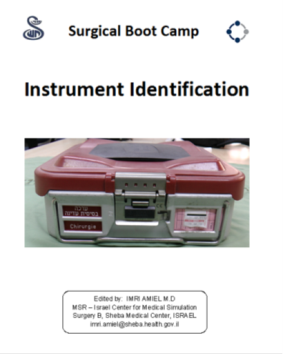 Surgical Boot Camp
Instrument Identification
Chirurgie
Edited by: IMRI AMIEL M.D
MSR – Israel Center for Medical Simulation
Surgery B, Sheba Medical Center, ISRAEL
imri.amiel@sheba.health.gov.il